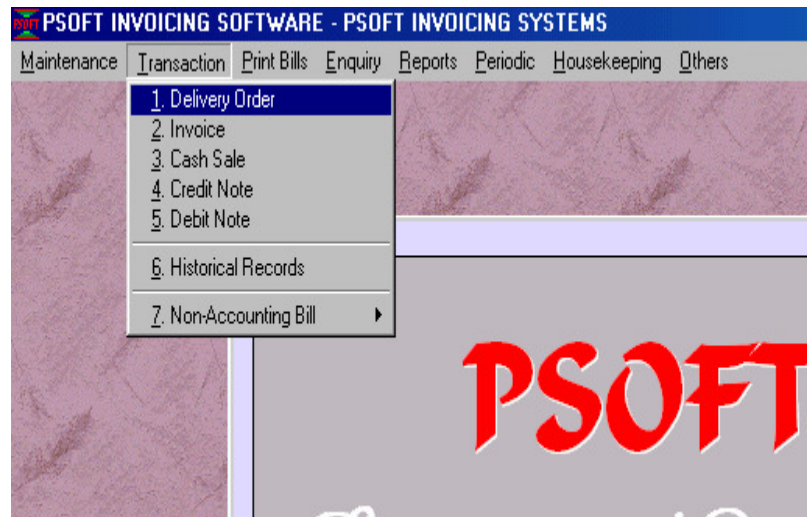 PSOFT
PSOFT INVOICING SOFTWARE - PSOFT INVOICING SYSTEMS
Maintenance Transaction Print Bills Enquiry Reports Periodic Housekeeping Others
1. Delivery Order
2. Invoice
3. Cash Sale
4. Credit Note
5. Debit Note
6. Historical Records
7. Non-Accounting Bill
PSOFT